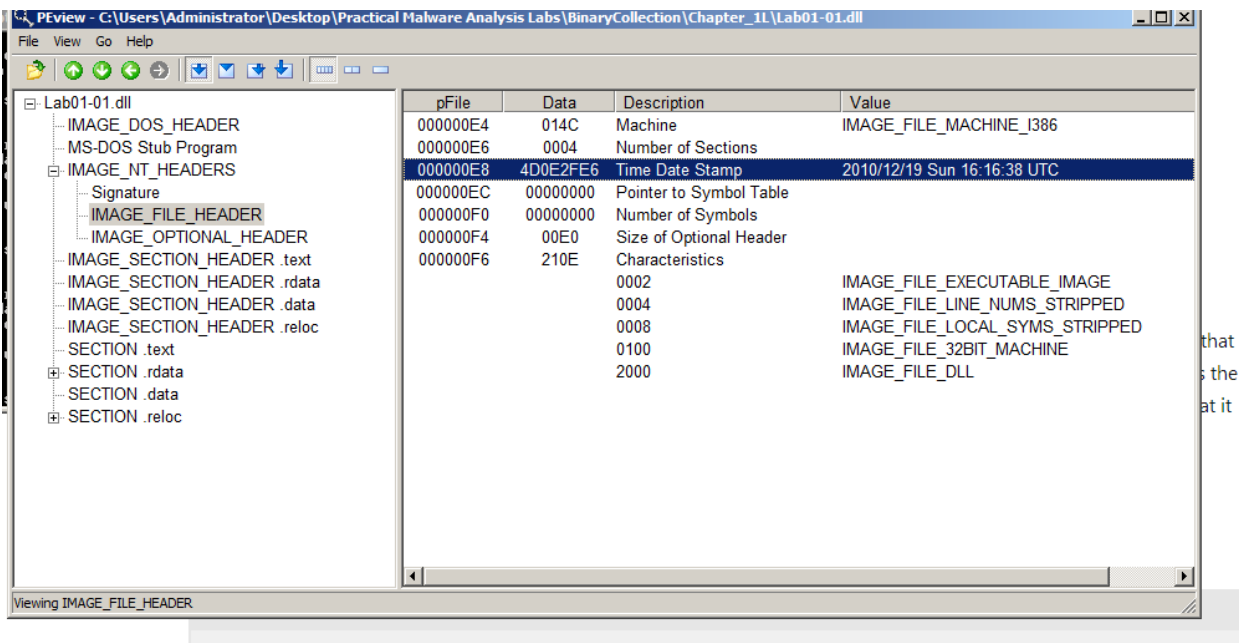 PEview - C:\Users\Administrator\Desktop\Practical Malware Analysis Labs\BinaryCollection\Chapter_1L\Lab01-01.dll
File View Go Help
Lab01-01.dll
IMAGE_DOS_HEADER
MS-DOS Stub Program
IMAGE_NT_HEADERS
Signature
IMAGE_FILE_HEADER
IMAGE_OPTIONAL_HEADER
IMAGE_SECTION_HEADER .text
IMAGE_SECTION_HEADER .rdata
IMAGE_SECTION_HEADER .data
IMAGE_SECTION_HEADER .reloc
SECTION .text
SECTION .rdata
SECTION .data
SECTION .reloc
pFile Data Description Value
000000E4 014C Machine IMAGE_FILE_MACHINE_I386
000000E6 0004 Number of Sections
000000E8 4D0E2FE6 Time Date Stamp 2010/12/19 Sun 16:16:38 UTC
000000EC 00000000 Pointer to Symbol Table
000000F0 00000000 Number of Symbols
000000F4 00E0 Size of Optional Header
000000F6 210E Characteristics
0002 IMAGE_FILE_EXECUTABLE_IMAGE
0004 IMAGE_FILE_LINE_NUMS_STRIPPED
0008 IMAGE_FILE_LOCAL_SYMS_STRIPPED
0100 IMAGE_FILE_32BIT_MACHINE
2000 IMAGE_FILE_DLL
that
the
at it
Viewing IMAGE_FILE_HEADER